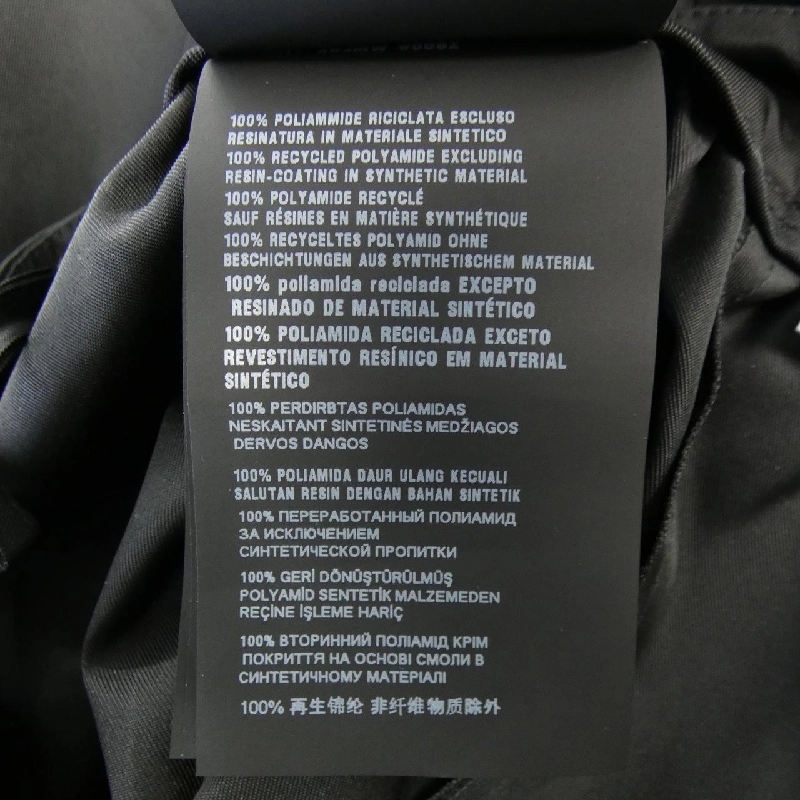 100% POLIAMMIDE RICICLATA ESCLUSO
RESINATURA IN MATERIALE SINTETICO
100% RECYCLED POLYAMIDE EXCLUDING
RESIN-COATING IN SYNTHETIC MATERIAL
100% POLYAMIDE RECYCLÉ
SAUF RÉSINES EN MATIÈRE SYNTHÉTIQUE
100% RECYCELTES POLYAMID OHNE
BESCHICHTUNGEN AUS SYNTHETISCHEM MATERIAL
100% poliamida reciclada EXCEPTO
RESINADO DE MATERIAL SINTÉTICO
100% POLIAMIDA RECICLADA EXCETO
REVESTIMENTO RESÍNICO EM MATERIAL
SINTÉTICO
100% PERDIRBTAS POLIAMIDAS
NESKAITANT SINTETINĖS MEDŽIAGOS
DERVOS DANGOS
100% POLIAMIDA DAUR ULANG KECUALI
SALUTAN RESIN DENGAN BAHAN SINTETIK
100% ПЕРЕРАБОТАННЫЙ ПОЛИАМИД
ЗА ИСКЛЮЧЕНИЕМ
СИНТЕТИЧЕСКОЙ ПРОПИТКИ
100% GERİ DÖNÜŞTÜRÜLMÜŞ
POLYAMİD SENTETİK MALZEMEDEN
REÇİNE İŞLEME HARİÇ
100% ВТОРИННИЙ ПОЛІАМІД КРІМ
ПОКРИТТЯ НА ОСНОВІ СМОЛИ В
СИНТЕТИЧНОМУ МАТЕРІАЛІ
100% 再生锦纶 非纤维物质除外